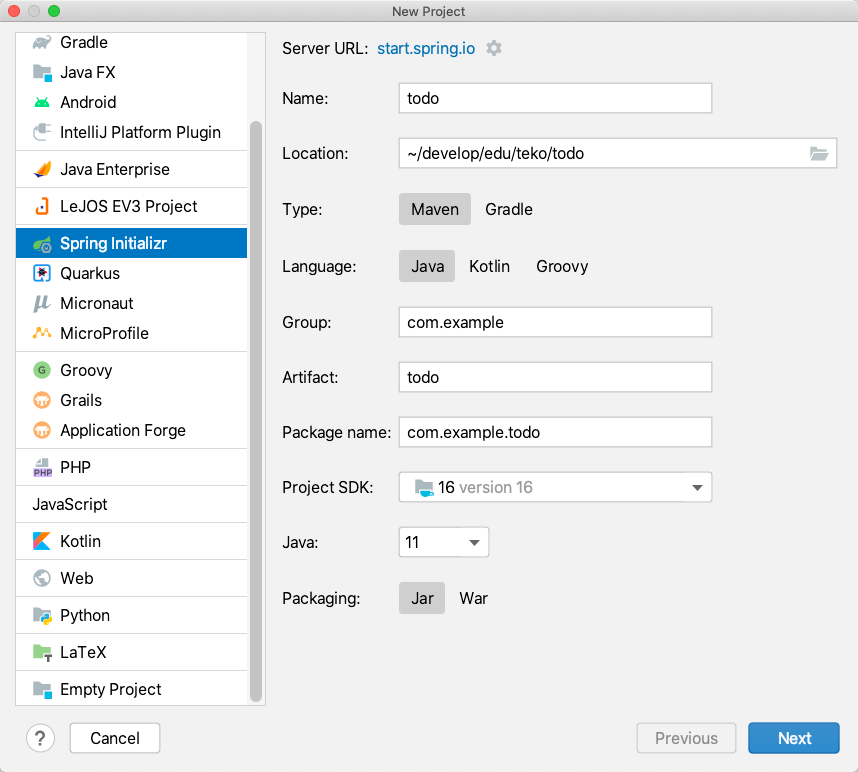 New Project
Gradle
Java FX
Android
IntelliJ Platform Plugin
Java Enterprise
LeJOS EV3 Project
Spring Initializr
Quarkus
Micronaut
MicroProfile
G
Groovy
Grails
Application Forge
PHP
PHP
JavaScript
Kotlin
Web
Python
T
LaTeX
Empty Project
Server URL: start.spring.io
Name: todo
Location: ~/develop/edu/teko/todo
Type: Maven Gradle
Language: Java Kotlin Groovy
Group: com.example
Artifact: todo
Package name: com.example.todo
Project SDK: 16 version 16
Java: 11
Packaging: Jar War
? Cancel Previous Next